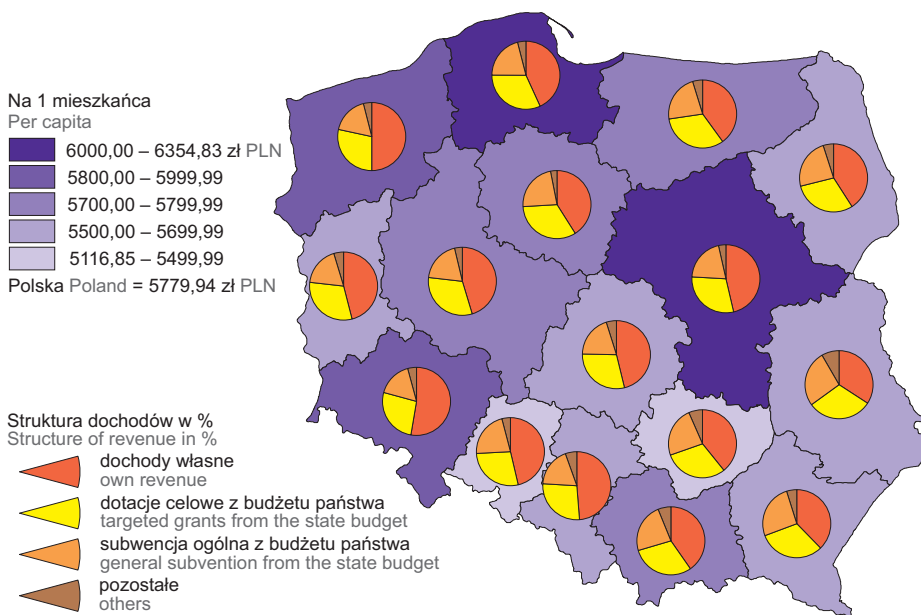 Na 1 mieszkańca
Per capita
6000,00 – 6354,83 zł PLN
5800,00 – 5999,99
5700,00 – 5799,99
5500,00 – 5699,99
5116,85 – 5499,99
Polska Poland = 5779,94 zł PLN
Struktura dochodów w %
Structure of revenue in %
dochody własne
own revenue
dotacje celowe z budżetu państwa
targeted grants from the state budget
subwencja ogólna z budżetu państwa
general subvention from the state budget
pozostałe
others